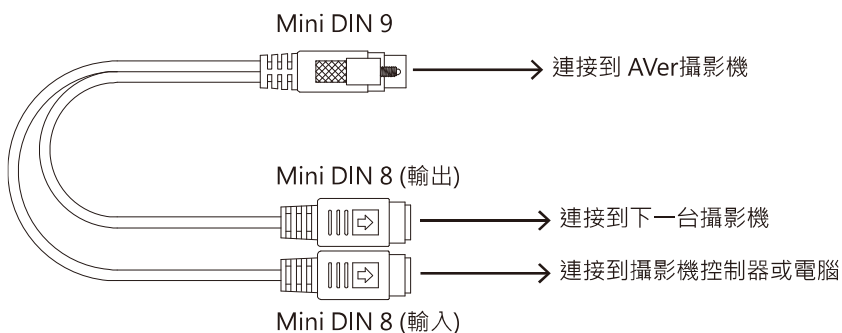 Mini DIN 9
連接到 AVer攝影機
Mini DIN 8 (輸出)
連接到下一台攝影機
連接到攝影機控制器或電腦
Mini DIN 8 (輸入)